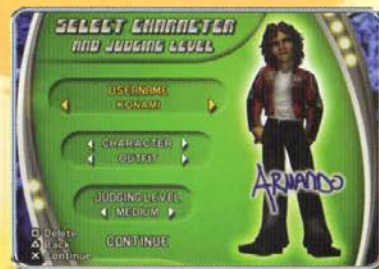 SELECT CHARACTER
AND JUDGING LEVEL
USERNAME
KONAMI
CHARACTER
OUTFIT
JUDGING LEVEL
MEDIUM
CONTINUE
Delete
Back
Continue
ARMANDO